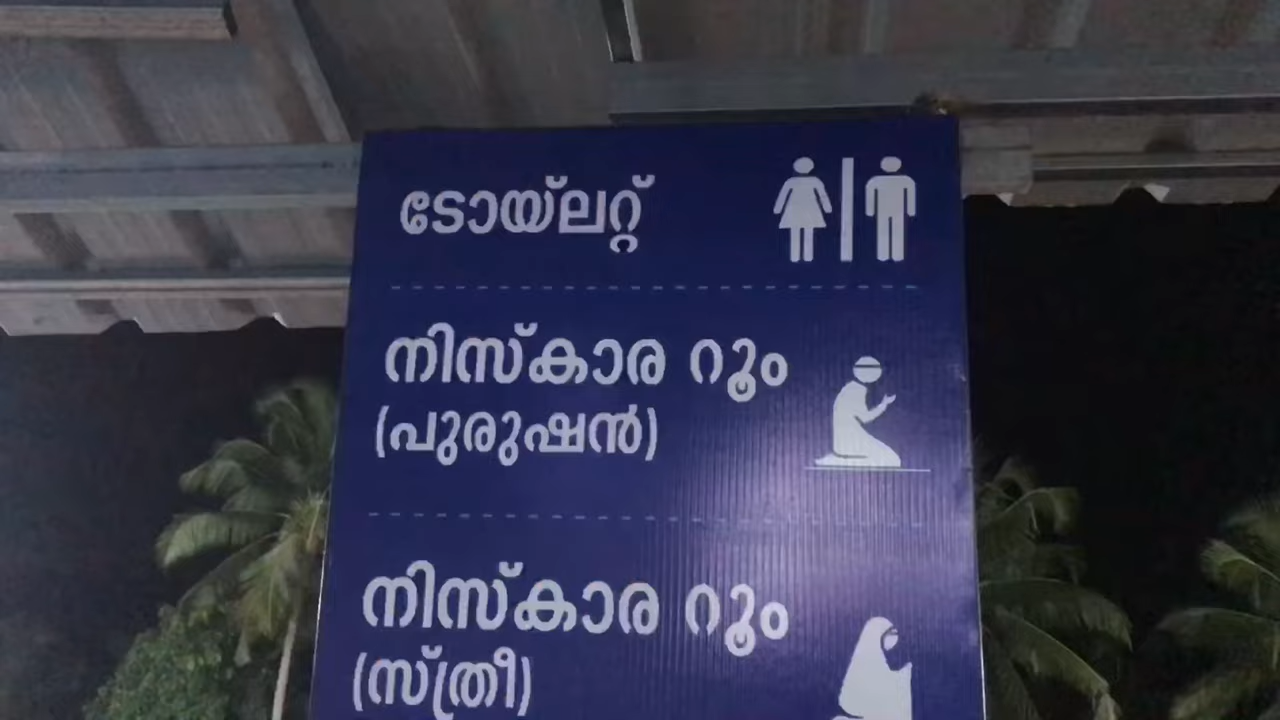 ടോയ്ലറ്റ്
നിസ്കാര റൂം
(പുരുഷൻ)
നിസ്കാര റൂം
(സ്ത്രീ)